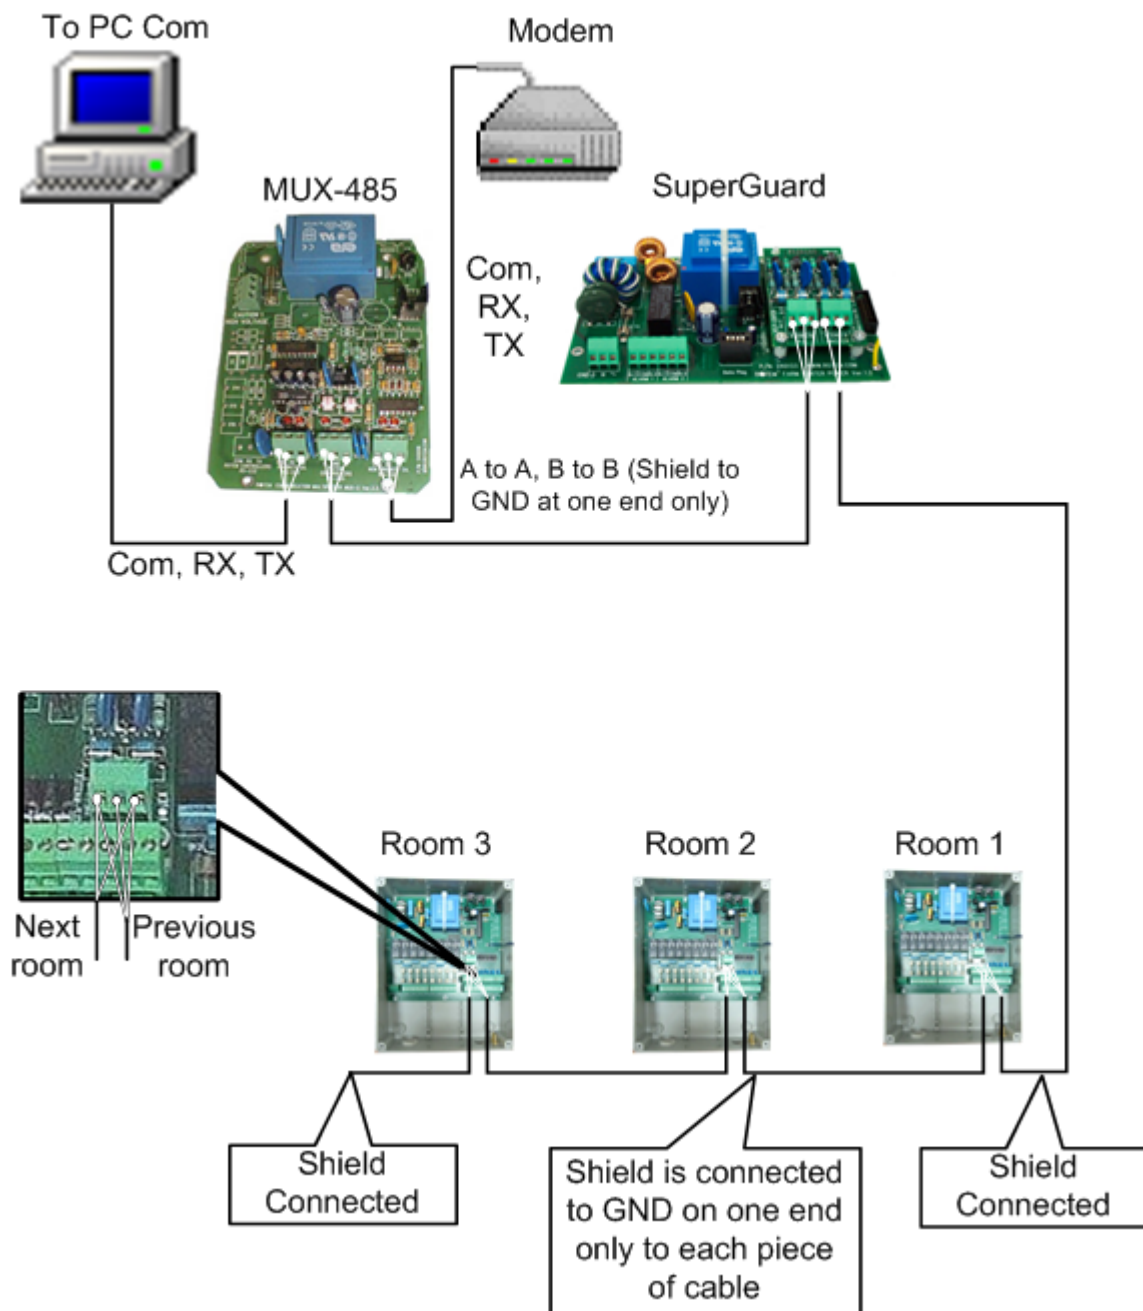 To PC Com
Modem
MUX-485
SuperGuard
Com,
RX,
TX
A to A, B to B (Shield to
GND at one end only)
Com, RX, TX
Room 3
Room 2
Room 1
Next
room
Previous
room
Shield
Connected
Shield is connected
to GND on one end
only to each piece
of cable
Shield
Connected